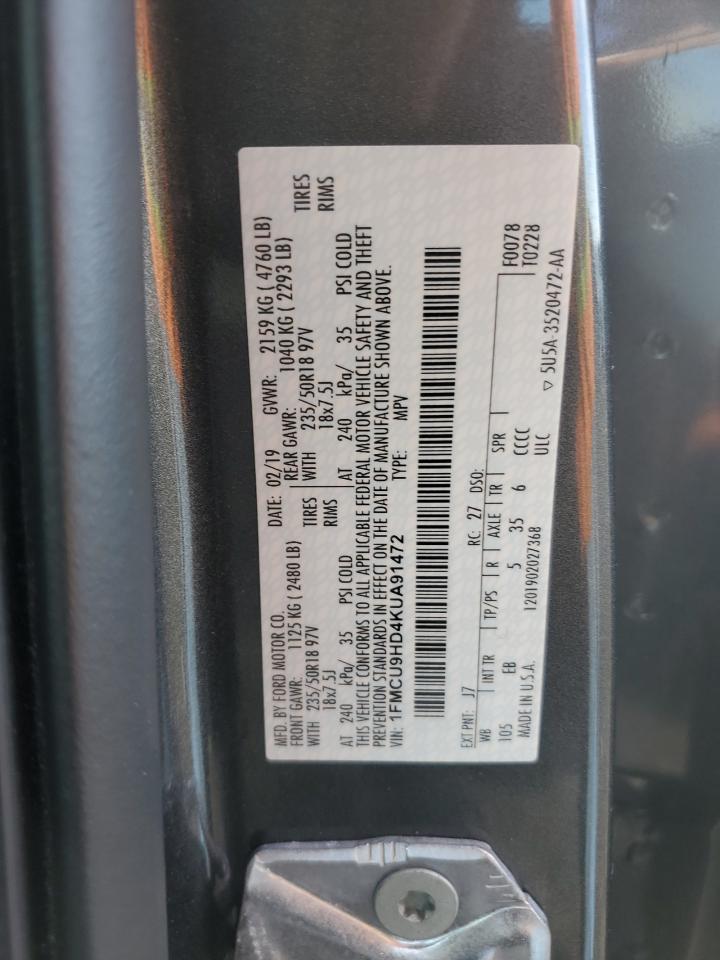 MFD. BY FORD MOTOR CO.
DATE: 02/19 GVWR: 2159 KG ( 4760 LB)
FRONT GAWR: 1125 KG ( 2480 LB) REAR GAWR: 1040 KG ( 2293 LB)
WITH 235/50R18 97V TIRES WITH 235/50R18 97V TIRES
18x7.5J RIMS 18x7.5J RIMS
AT 240 kPa/ 35 PSI COLD AT 240 kPa/ 35 PSI COLD
THIS VEHICLE CONFORMS TO ALL APPLICABLE FEDERAL MOTOR VEHICLE SAFETY AND THEFT
PREVENTION STANDARDS IN EFFECT ON THE DATE OF MANUFACTURE SHOWN ABOVE.
VIN: 1FMCU9HD4KUA91472 TYPE: MPV
EXT PNT: J7 RC: 27 DSO: F0078
T0228
WB INT TR TP/PS R AXLE TR SPR
105 EB 5 35 6 CCCC
ULC
MADE IN U.S.A. 1201902027368 ▽ 5U5A-3520472-AA